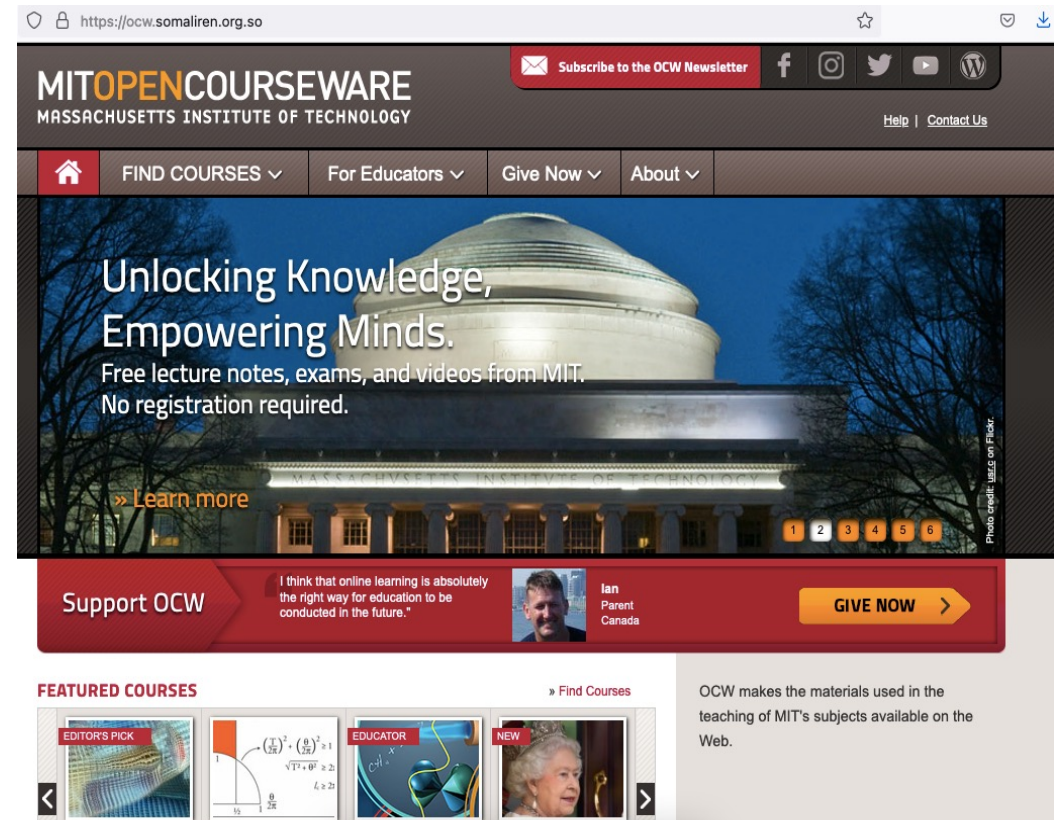 https://ocw.somaliren.org.so
Subscribe to the OCW Newsletter
MITOPENCOURSEWARE
MASSACHUSETTS INSTITUTE OF TECHNOLOGY
Help | Contact Us
FIND COURSES For Educators Give Now About
Unlocking Knowledge,
Empowering Minds.
Free lecture notes, exams, and videos from MIT.
No registration required.
MASSACHVSETTS INSTITUTE OF TECHNOLOGY
» Learn more
1 2 3 4 5 6
Photo credit: usr.c on Flickr.
Support OCW
I think that online learning is absolutely
the right way for education to be
conducted in the future."
Ian
Parent
Canada
GIVE NOW
FEATURED COURSES
» Find Courses
EDITOR'S PICK
EDUCATOR
NEW
OCW makes the materials used in the
teaching of MIT's subjects available on the
Web.